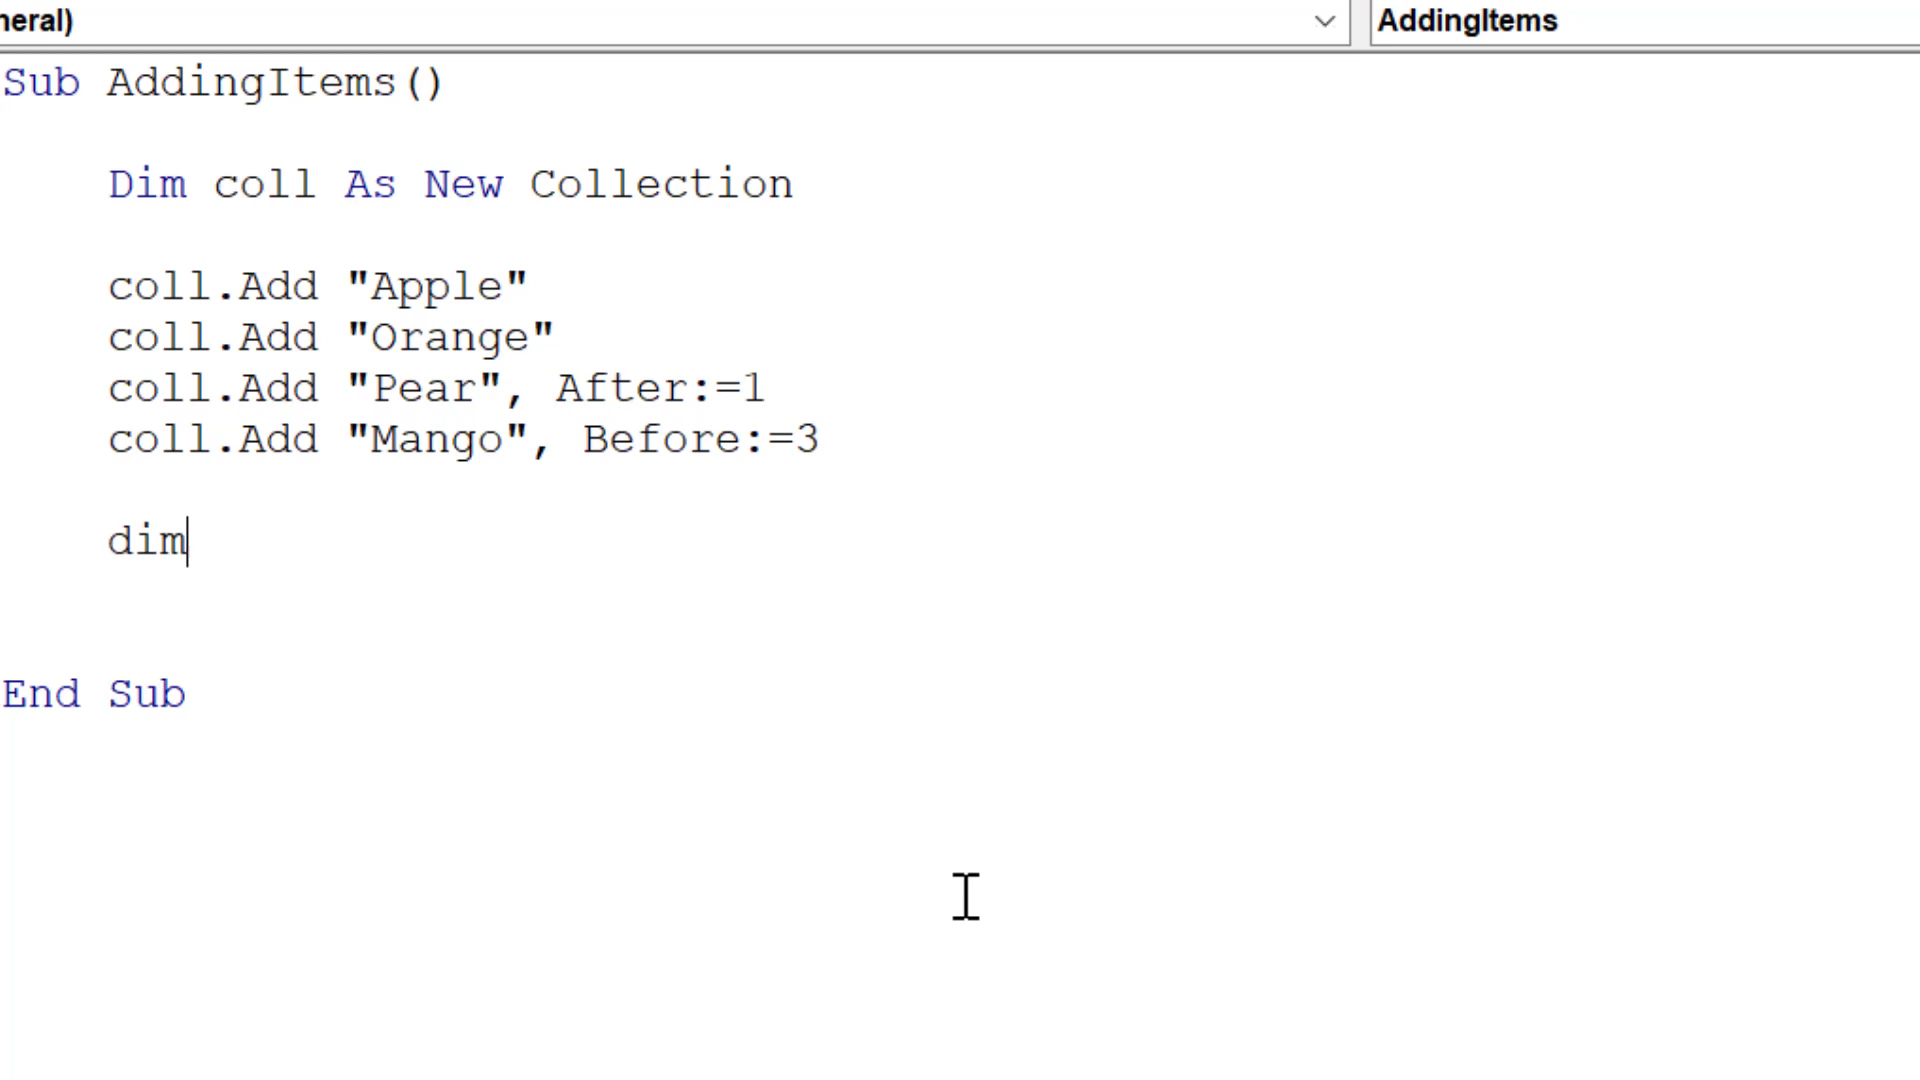 neral) AddingItems
Sub AddingItems()
Dim coll As New Collection
coll.Add "Apple"
coll.Add "Orange"
coll.Add "Pear", After:=1
coll.Add "Mango", Before:=3
dim
End Sub